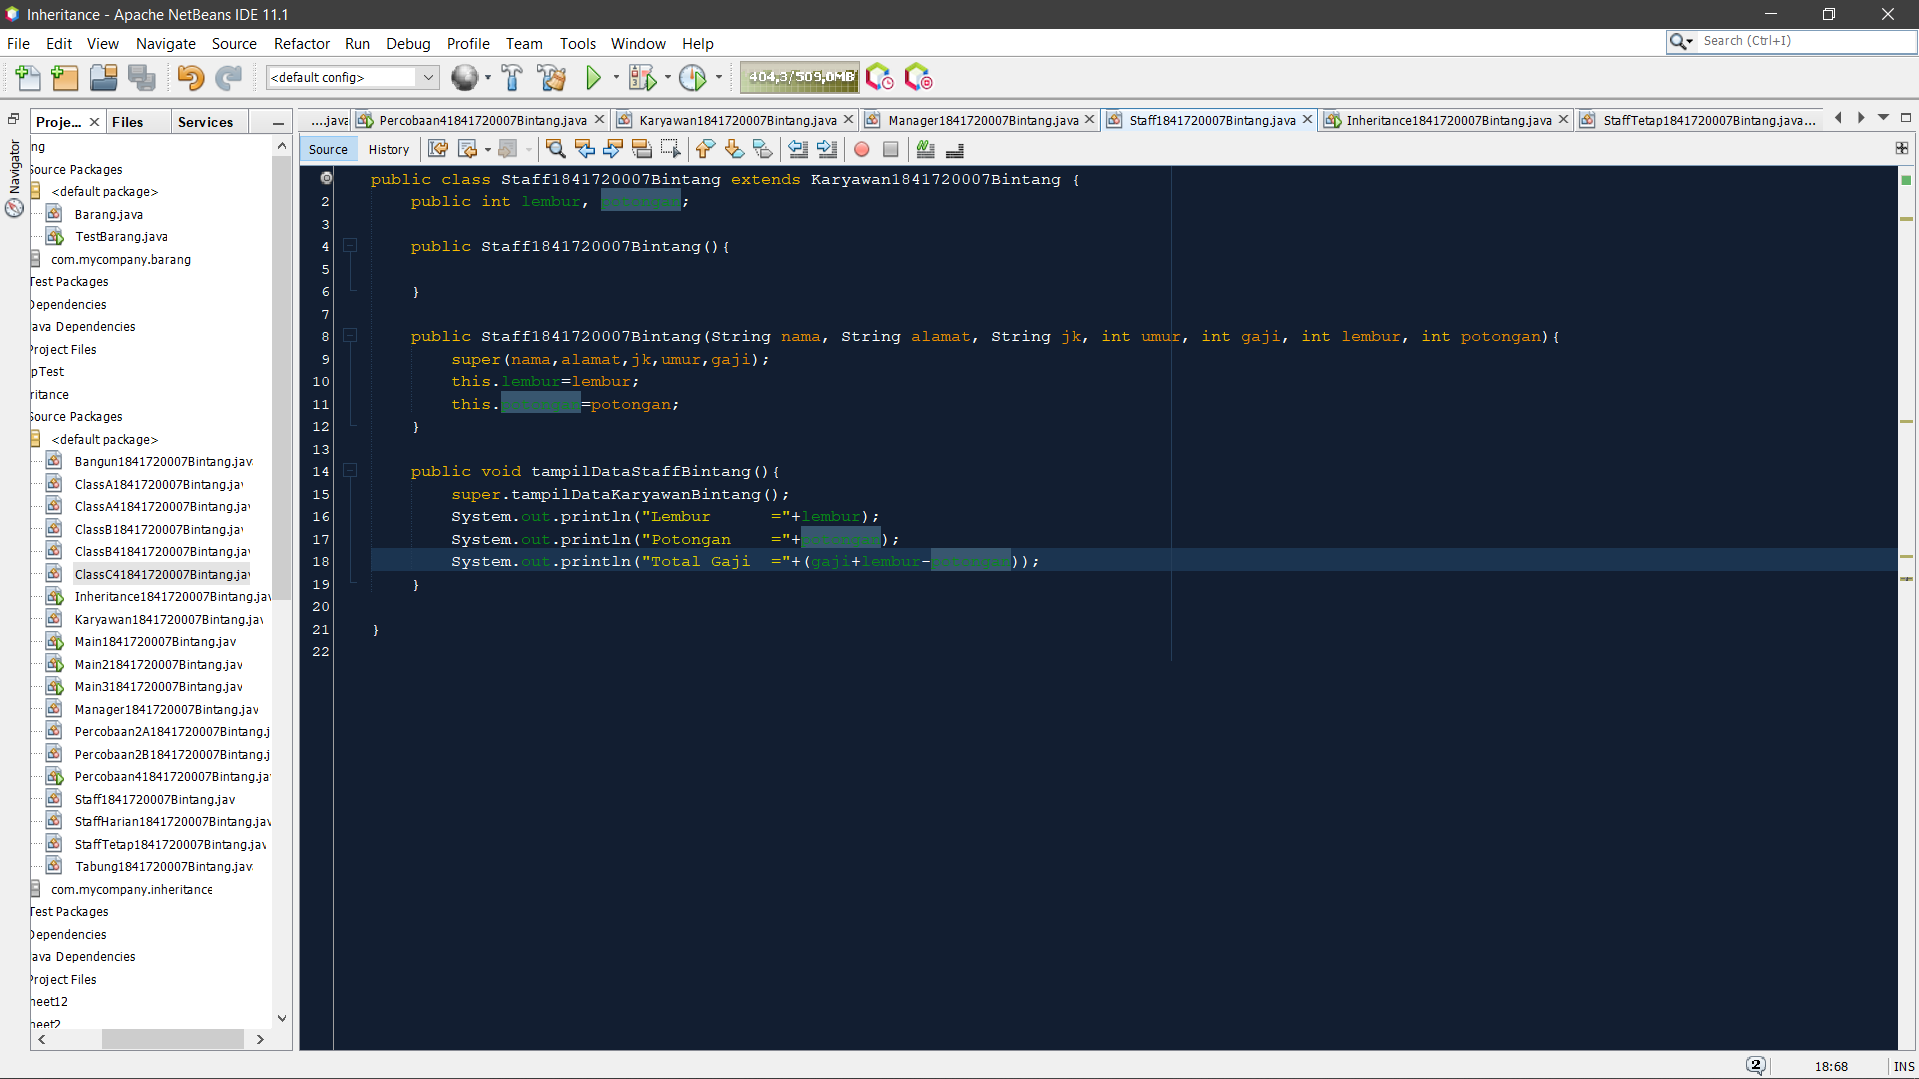 Inheritance - Apache NetBeans IDE 11.1
File Edit View Navigate Source Refactor Run Debug Profile Team Tools Window Help
Search (Ctrl+I)
<default config>
404,3/509,0MB
Proje... Files Services
...java Percobaan41841720007Bintang.java Karyawan1841720007Bintang.java Manager1841720007Bintang.java Staff1841720007Bintang.java Inheritance1841720007Bintang.java StaffTetap1841720007Bintang.java...
Source History
Navigator
ng
Source Packages
<default package>
Barang.java
TestBarang.java
com.mycompany.barang
Test Packages
Dependencies
ava Dependencies
Project Files
pTest
ritance
Source Packages
<default package>
Bangun1841720007Bintang.jav
ClassA1841720007Bintang.jav
ClassA41841720007Bintang.jav
ClassB1841720007Bintang.jav
ClassB41841720007Bintang.jav
ClassC41841720007Bintang.jav
Inheritance1841720007Bintang.jav
Karyawan1841720007Bintang.jav
Main1841720007Bintang.jav
Main21841720007Bintang.jav
Main31841720007Bintang.jav
Manager1841720007Bintang.jav
Percobaan2A1841720007Bintang.j
Percobaan2B1841720007Bintang.j
Percobaan41841720007Bintang.jav
Staff1841720007Bintang.jav
StaffHarian1841720007Bintang.jav
StaffTetap1841720007Bintang.jav
Tabung1841720007Bintang.jav
com.mycompany.inheritance
Test Packages
Dependencies
ava Dependencies
Project Files
heet12
heet2
public class Staff1841720007Bintang extends Karyawan1841720007Bintang {
2 public int lembur, potongan;
3
4 public Staff1841720007Bintang(){
5
6 }
7
8 public Staff1841720007Bintang(String nama, String alamat, String jk, int umur, int gaji, int lembur, int potongan){
9 super(nama,alamat,jk,umur,gaji);
10 this.lembur=lembur;
11 this.potongan=potongan;
12 }
13
14 public void tampilDataStaffBintang(){
15 super.tampilDataKaryawanBintang();
16 System.out.println("Lembur      ="+lembur);
17 System.out.println("Potongan    ="+potongan);
18 System.out.println("Total Gaji  ="+(gaji+lembur-potongan));
19 }
20
21 }
22
2 18:68 INS